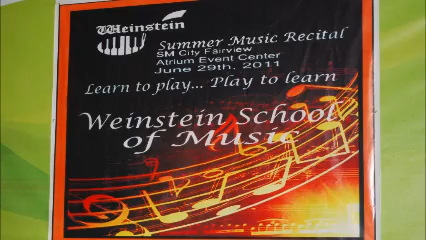 Weinstein
Summer Music Recital
SM City Fairview
Atrium Event Center
June 29th. 2011
Learn to play... Play to learn
Weinstein School
of Music